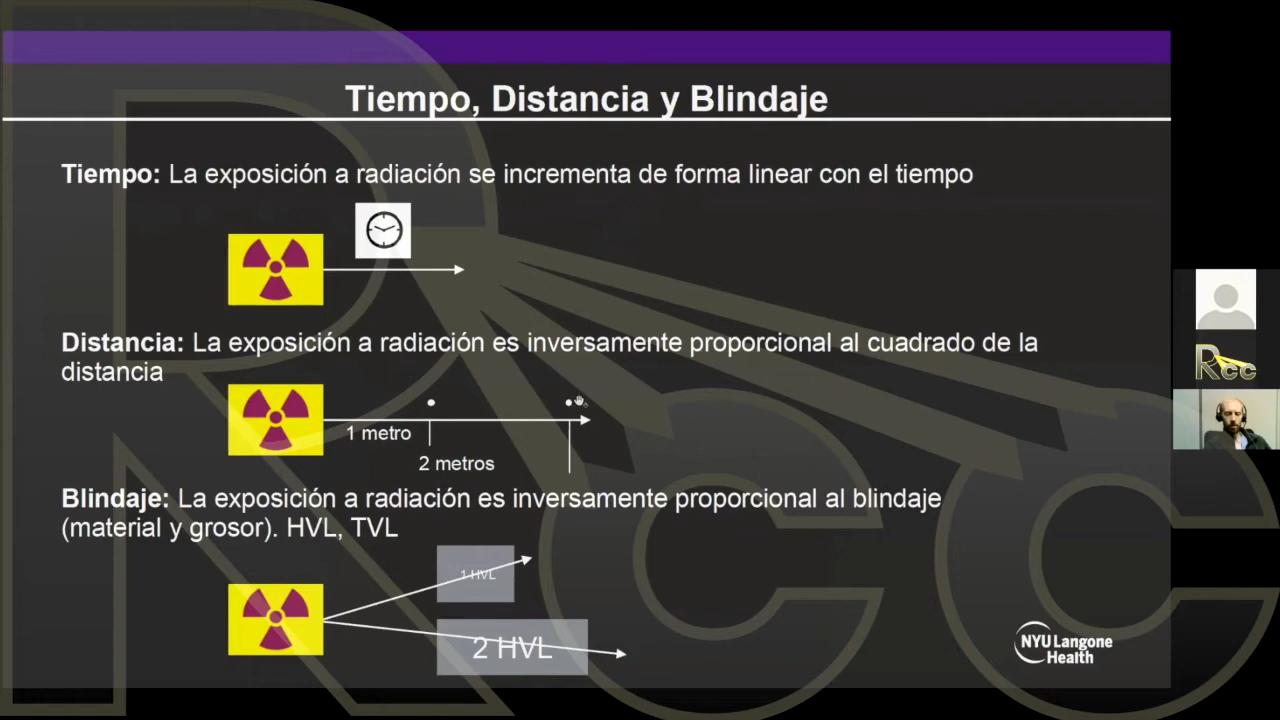 Tiempo, Distancia y Blindaje
Tiempo: La exposición a radiación se incrementa de forma linear con el tiempo
Distancia: La exposición a radiación es inversamente proporcional al cuadrado de la
distancia
1 metro
2 metros
Blindaje: La exposición a radiación es inversamente proporcional al blindaje
(material y grosor). HVL, TVL
1 HVL
2 HVL
NYU Langone
Health
Rcc
RCC